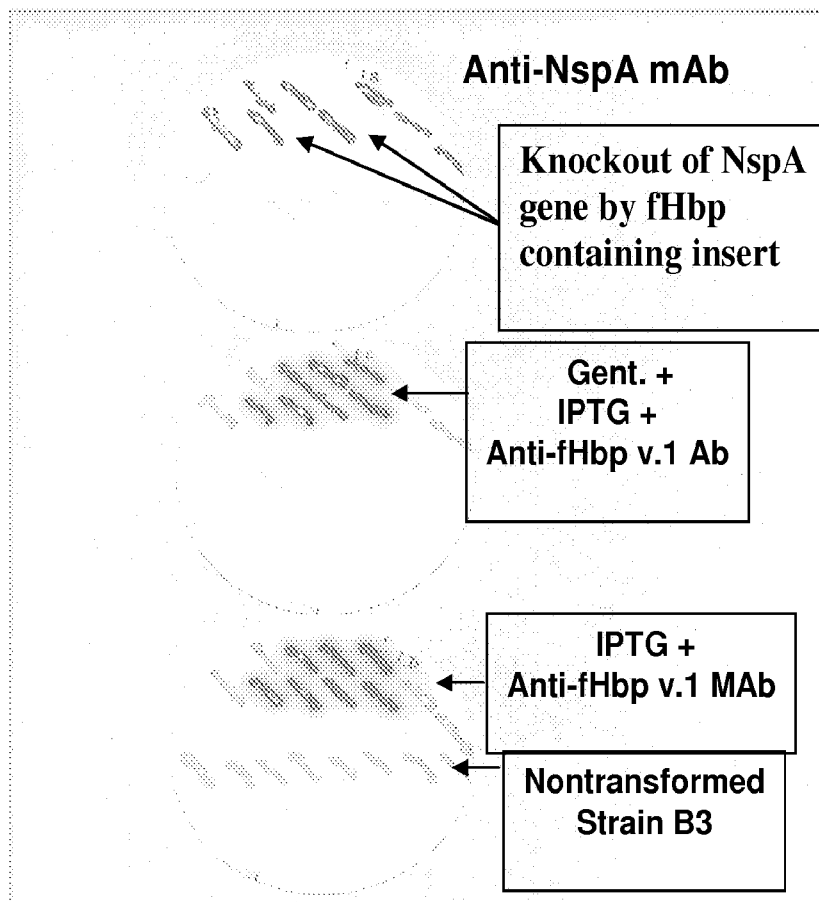 Anti-NspA mAb
Knockout of NspA
gene by fHbp
containing insert
Gent. +
IPTG +
Anti-fHbp v.1 Ab
IPTG +
Anti-fHbp v.1 MAb
Nontransformed
Strain B3